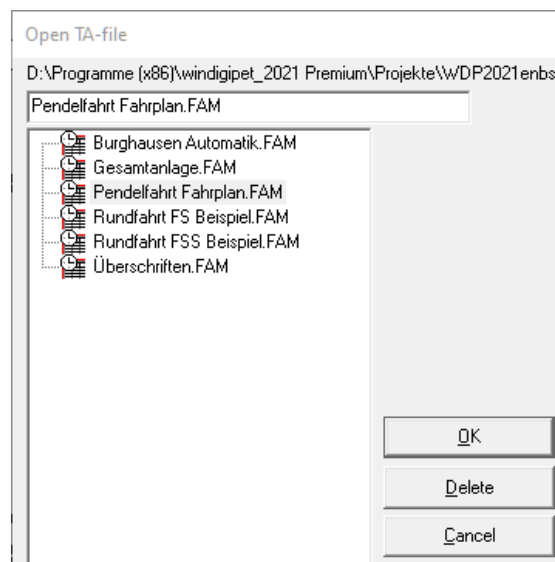 Open TA-file
D:\Programme (x86)\windigipet_2021 Premium\Projekte\WDP2021enbs
Pendelfahrt Fahrplan.FAM
Burghausen Automatik.FAM
Gesamtanlage.FAM
Pendelfahrt Fahrplan.FAM
Rundfahrt FS Beispiel.FAM
Rundfahrt FSS Beispiel.FAM
Überschriften.FAM
OK
Delete
Cancel